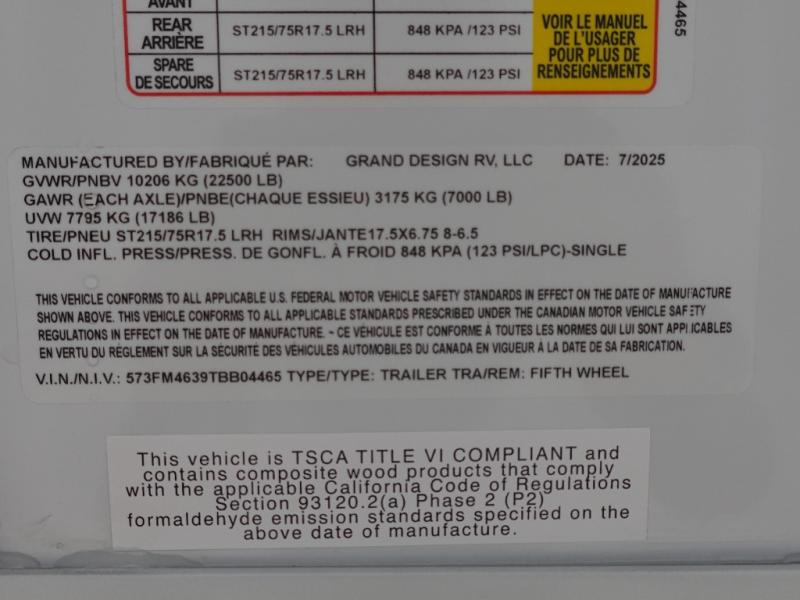 AVANT
REAR
ARRIÈRE
ST215/75R17.5 LRH
848 KPA /123 PSI
SPARE
DE SECOURS
ST215/75R17.5 LRH
848 KPA /123 PSI
VOIR LE MANUEL
DE L'USAGER
POUR PLUS DE
RENSEIGNEMENTS
4465
MANUFACTURED BY/FABRIQUÉ PAR: GRAND DESIGN RV, LLC DATE: 7/2025
GVWR/PNBV 10206 KG (22500 LB)
GAWR (EACH AXLE)/PNBE(CHAQUE ESSIEU) 3175 KG (7000 LB)
UVW 7795 KG (17186 LB)
TIRE/PNEU ST215/75R17.5 LRH RIMS/JANTE17.5X6.75 8-6.5
COLD INFL. PRESS/PRESS. DE GONFL. À FROID 848 KPA (123 PSI/LPC)-SINGLE
THIS VEHICLE CONFORMS TO ALL APPLICABLE U.S. FEDERAL MOTOR VEHICLE SAFETY STANDARDS IN EFFECT ON THE DATE OF MANUFACTURE
SHOWN ABOVE. THIS VEHICLE CONFORMS TO ALL APPLICABLE STANDARDS PRESCRIBED UNDER THE CANADIAN MOTOR VEHICLE SAFETY
REGULATIONS IN EFFECT ON THE DATE OF MANUFACTURE. - CE VÉHICULE EST CONFORME À TOUTES LES NORMES QUI LUI SONT APPLICABLES
EN VERTU DU RÉGLEMENT SUR LA SÉCURITÉ DES VÉHICULES AUTOMOBILES DU CANADA EN VIGUEUR À LA DATE DE SA FABRICATION.
V.I.N./N.I.V.: 573FM4639TBB04465 TYPE/TYPE: TRAILER TRA/REM: FIFTH WHEEL
This vehicle is TSCA TITLE VI COMPLIANT and
contains composite wood products that comply
with the applicable California Code of Regulations
Section 93120.2(a) Phase 2 (P2)
formaldehyde emission standards specified on the
above date of manufacture.